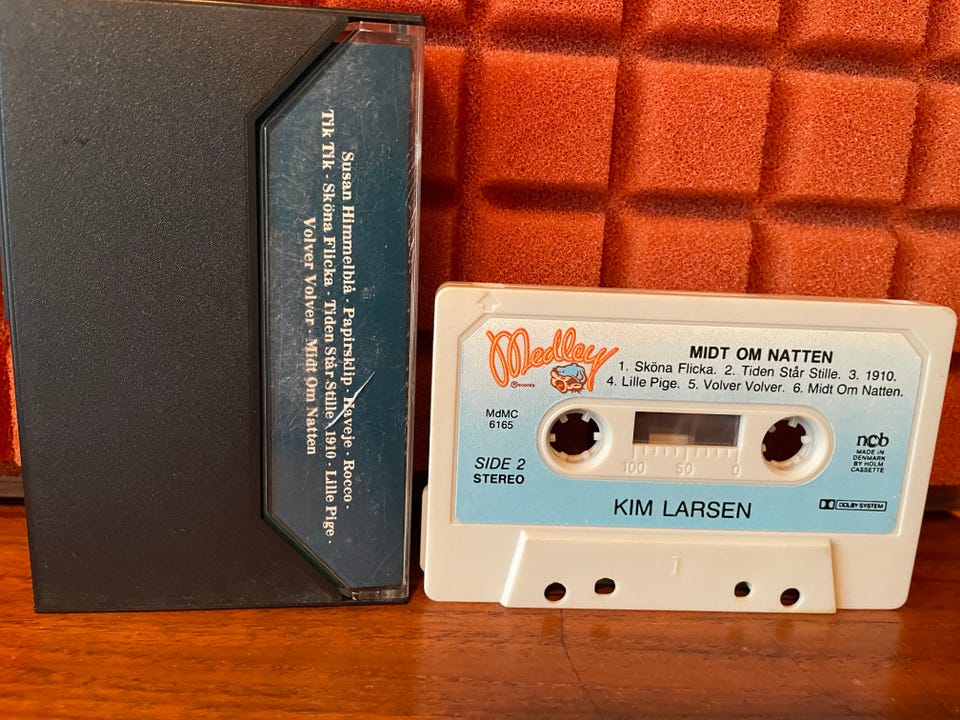 Susan Himmelblå · Papirsklip · Haveje · Rocco ·
Tik Tik · Sköna Flicka · Tiden Står Stille · 1910 · Lille Pige ·
Volver Volver · Midt Om Natten
Medley
Records
MIDT OM NATTEN
1. Sköna Flicka. 2. Tiden Står Stille. 3. 1910.
4. Lille Pige. 5. Volver Volver. 6. Midt Om Natten.
MdMC
6165
SIDE 2
STEREO
100 50 0
ncb
MADE IN
DENMARK
BY HOLM
CASSETTE
KIM LARSEN
DOLBY SYSTEM
1